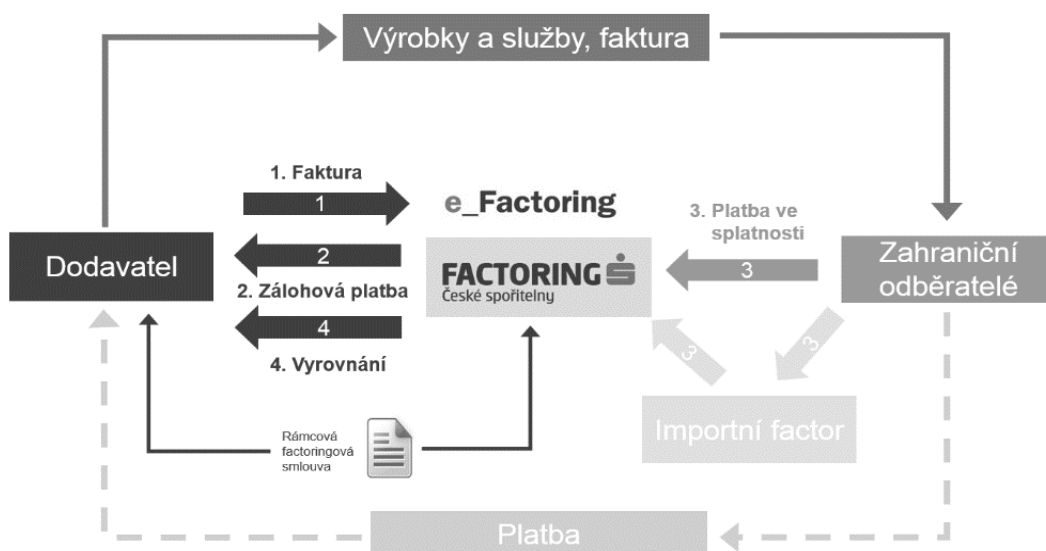 Výrobky a služby, faktura
1. Faktura
1
e_Factoring
3. Platba ve
splatnosti
Dodavatel
2
FACTORING
České spořitelny
3
Zahraniční
odběratelé
2. Zálohová platba
4
4. Vyrovnání
3
3
Importní factor
Rámcová
factoringová
smlouva
Platba